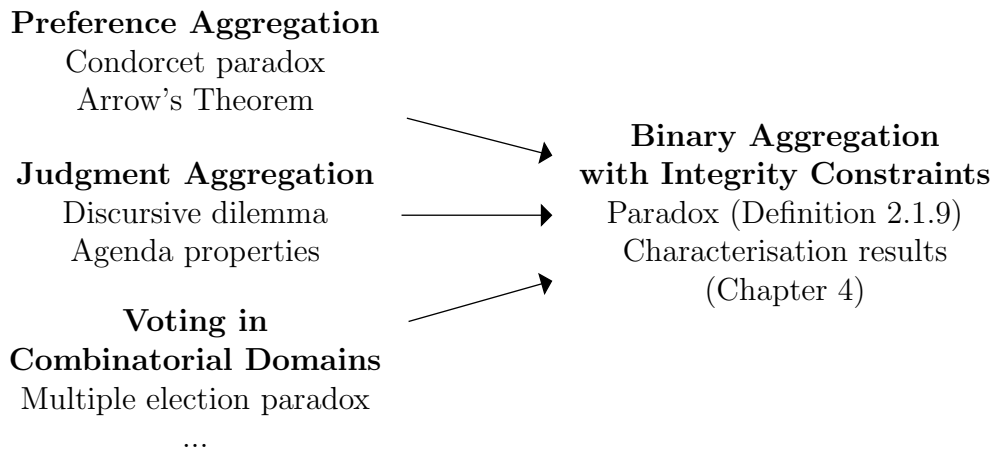 Preference Aggregation
Condorcet paradox
Arrow's Theorem
Judgment Aggregation
Discursive dilemma
Agenda properties
Voting in
Combinatorial Domains
Multiple election paradox
...
Binary Aggregation
with Integrity Constraints
Paradox (Definition 2.1.9)
Characterisation results
(Chapter 4)